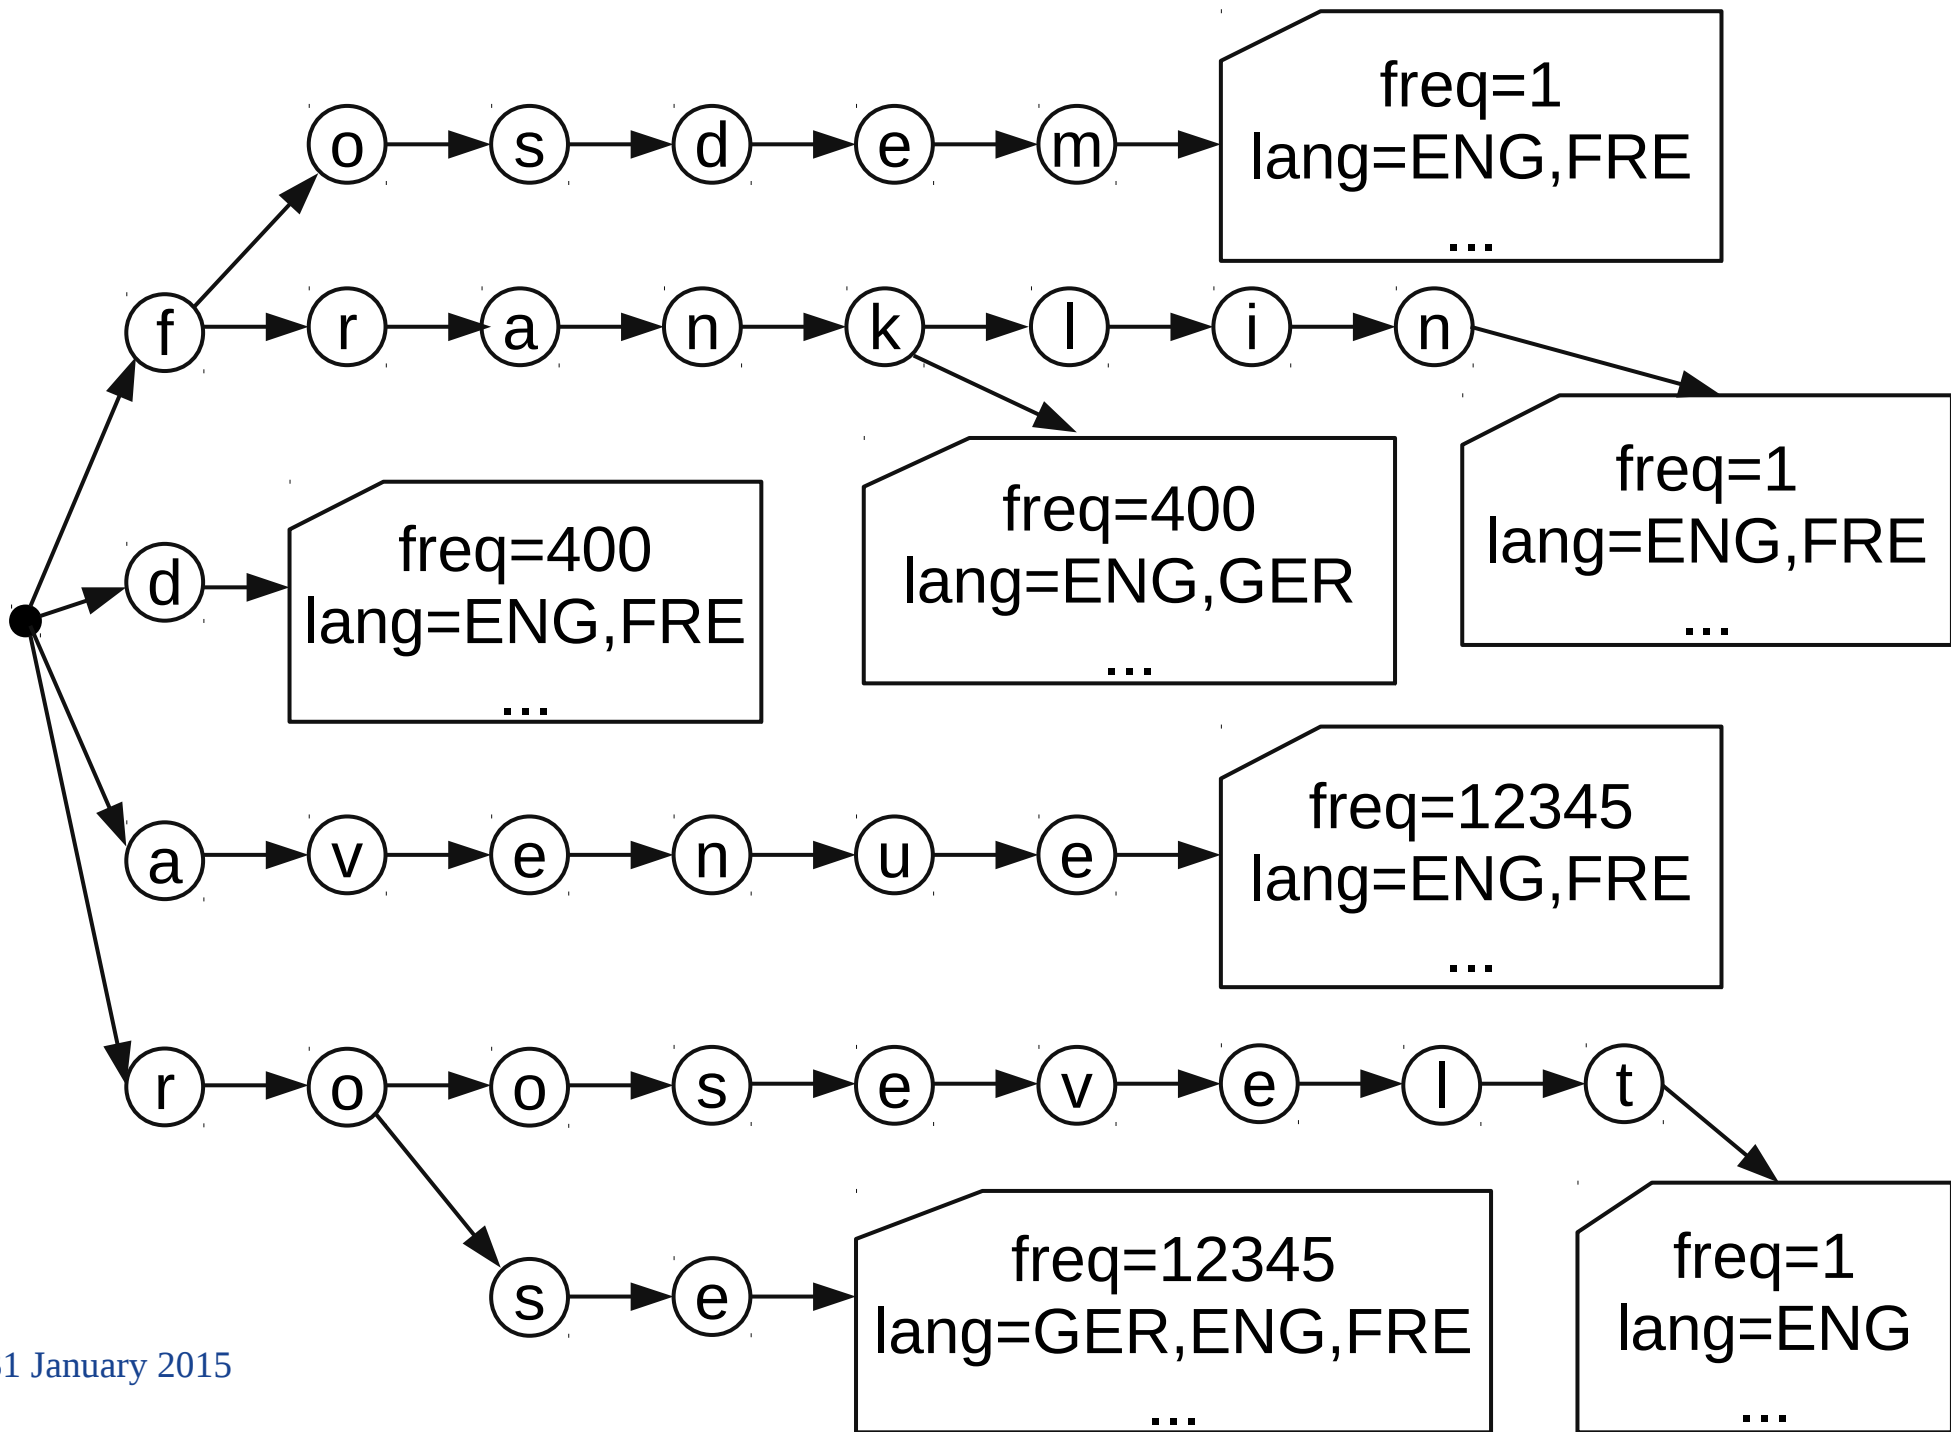 o s d e m
freq=1
lang=ENG,FRE
...
f r a n k l i n
freq=1
lang=ENG,FRE
...
freq=400
lang=ENG,GER
...
d
freq=400
lang=ENG,FRE
...
a v e n u e
freq=12345
lang=ENG,FRE
...
r o o s e v e l t
freq=1
lang=ENG
...
s e
freq=12345
lang=GER,ENG,FRE
...
1 January 2015